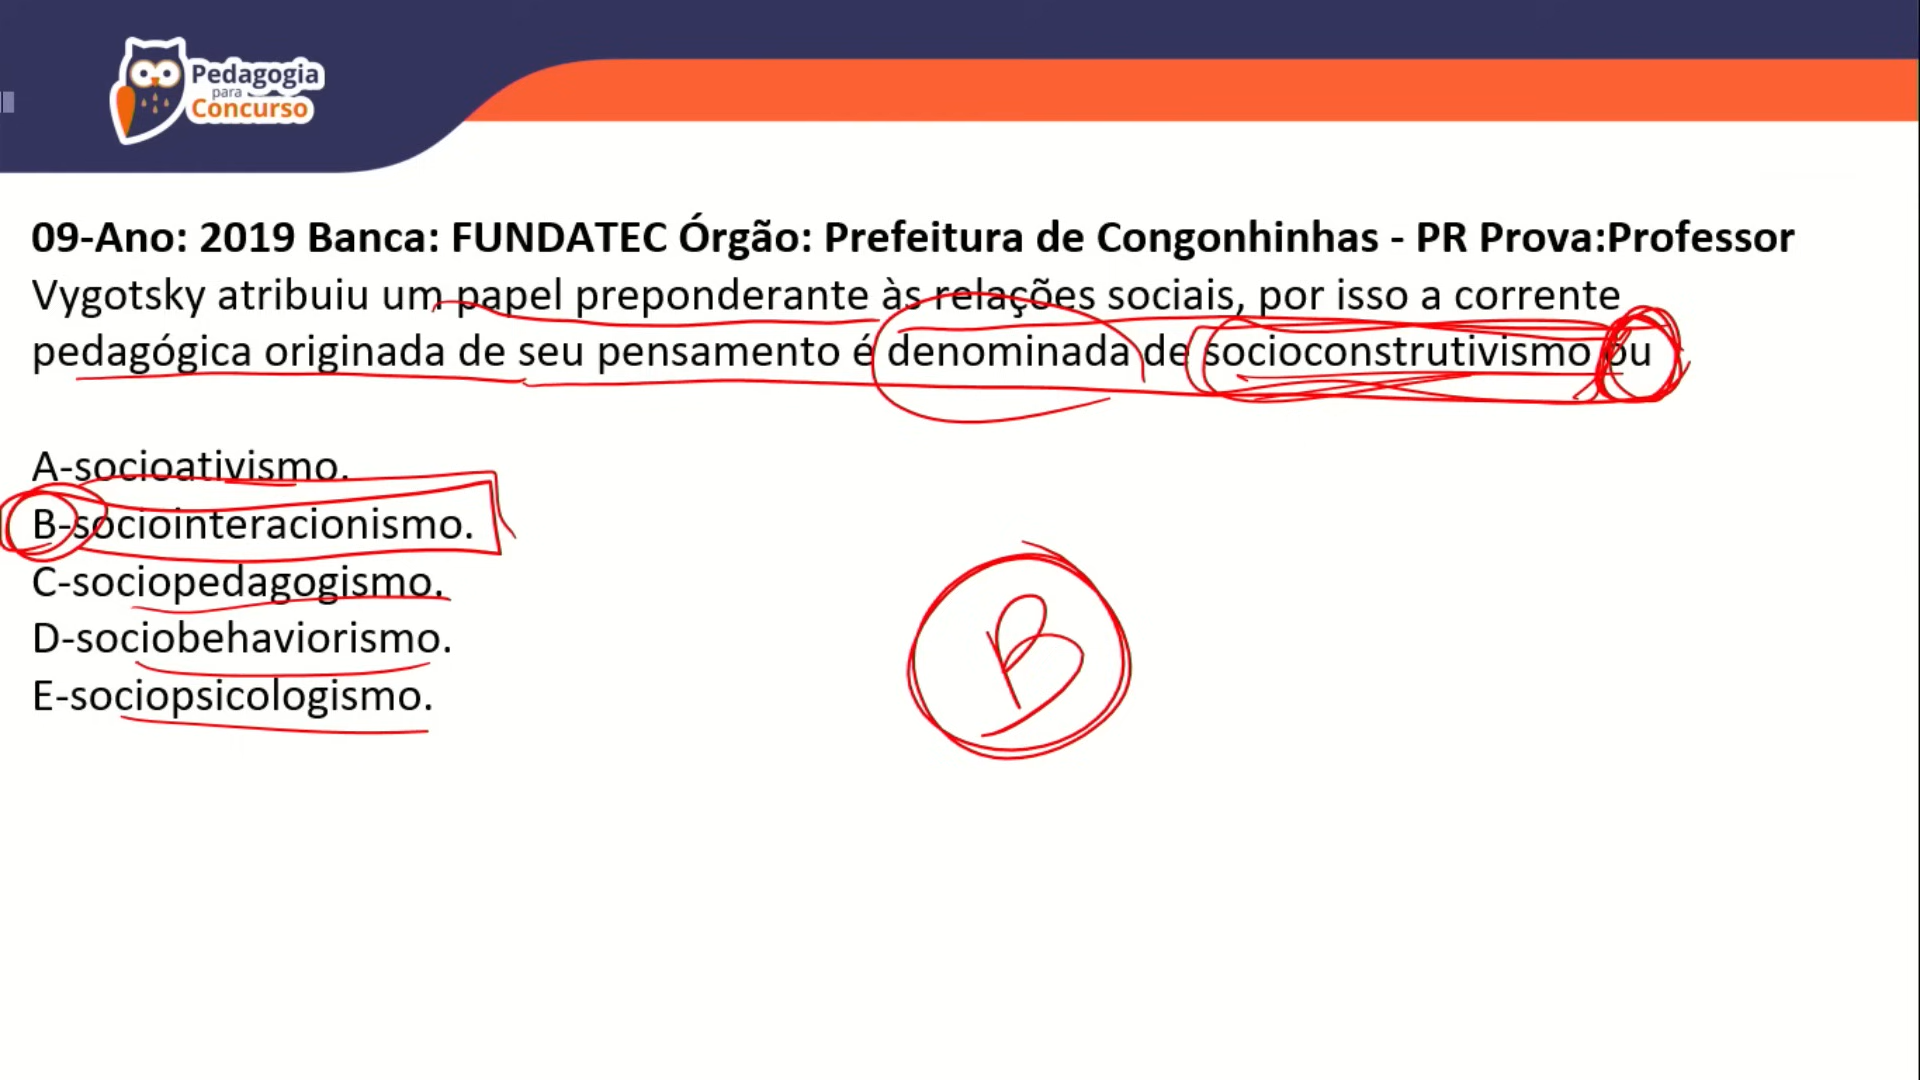 Pedagogia
para
Concurso
09-Ano: 2019 Banca: FUNDATEC Órgão: Prefeitura de Congonhinhas - PR Prova:Professor
Vygotsky atribuiu um papel preponderante às relações sociais, por isso a corrente
pedagógica originada de seu pensamento é denominada de socioconstrutivismo ou
A-socioativismo.
B-sociointeracionismo.
C-sociopedagogismo.
D-sociobehaviorismo.
E-sociopsicologismo.
B